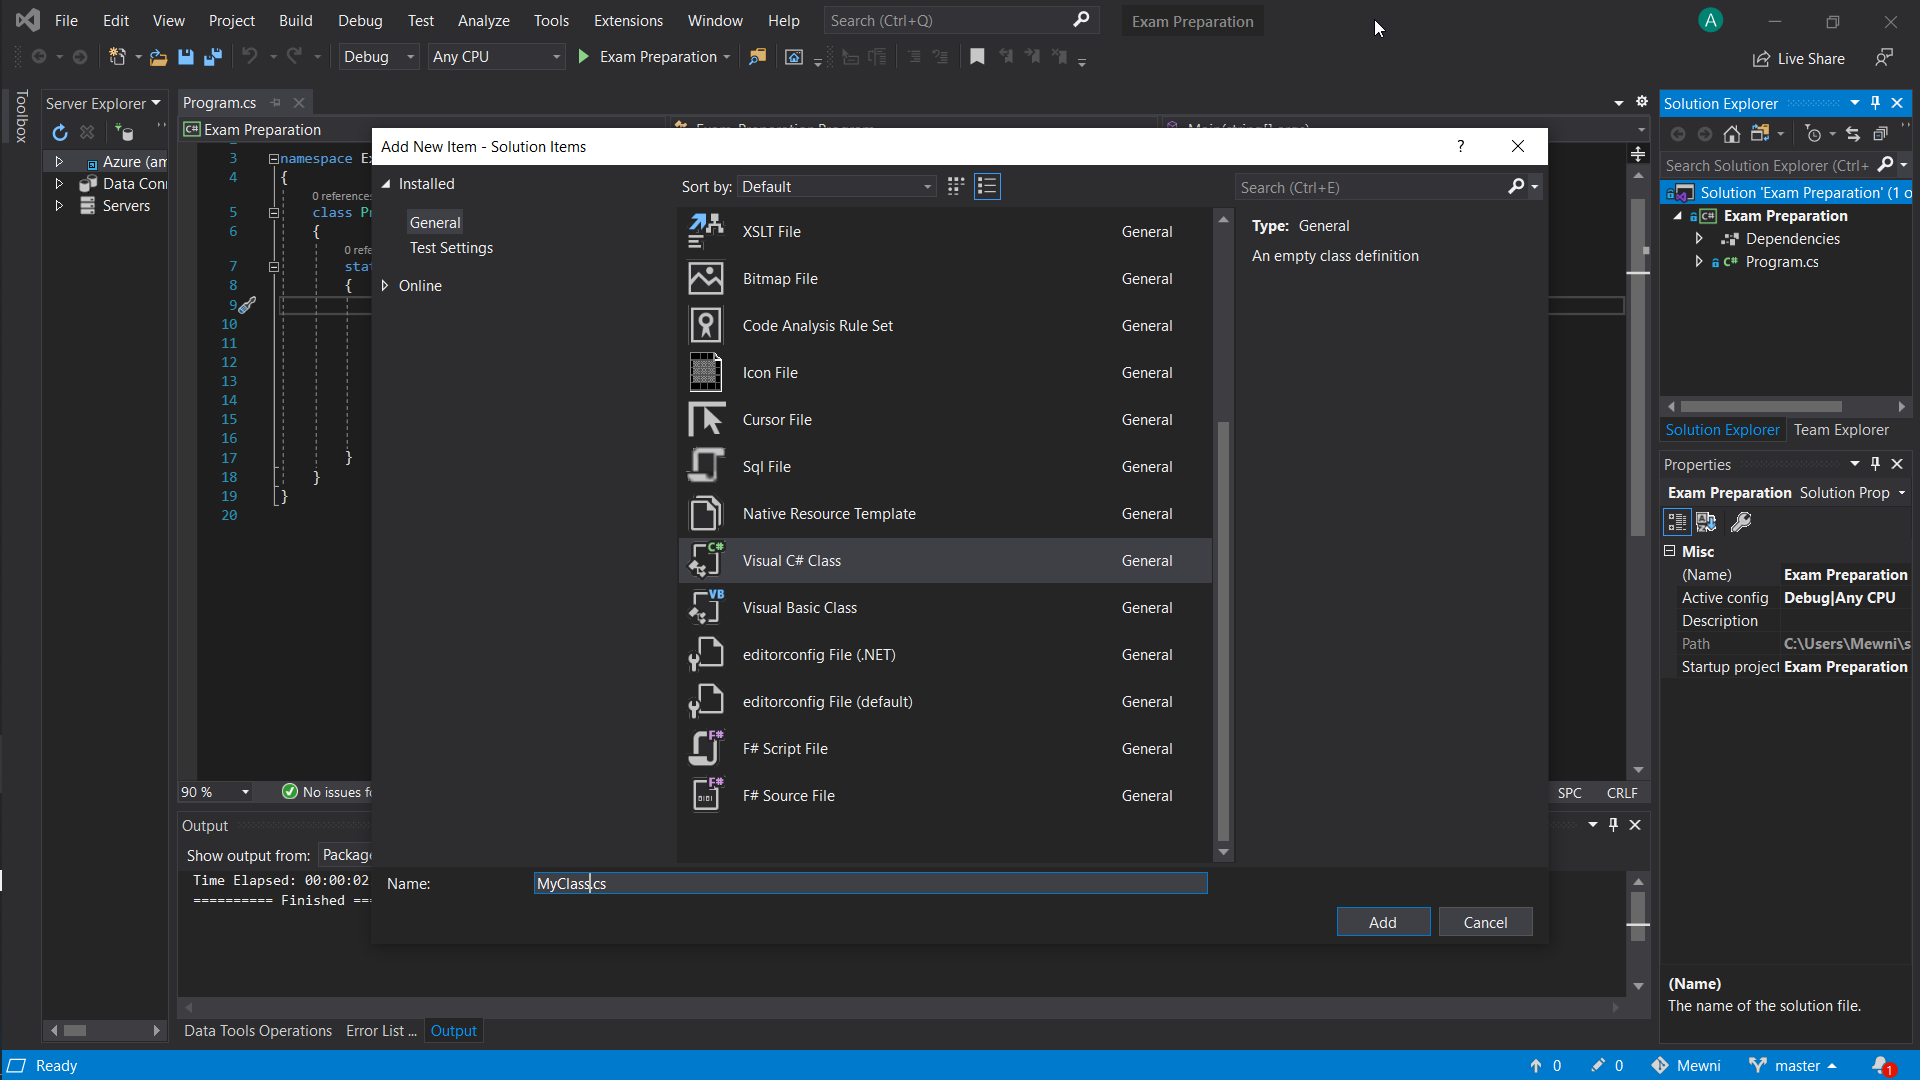 File Edit View Project Build Debug Test Analyze Tools Extensions Window Help Search (Ctrl+Q) Exam Preparation A
Debug Any CPU Exam Preparation Live Share
Toolbox
Server Explorer
Azure (am
Data Conn
Servers
Program.cs
C# Exam Preparation
3 namespace Ex
4 {
0 references
5 class Pr
6 {
0 refe
7 stat
8 {
9
10
11
12
13
14
15
16
17 }
18 }
19 }
20
90 % No issues fo
SPC CRLF
Add New Item - Solution Items ?
Installed
General
Test Settings
Online
Sort by: Default
Search (Ctrl+E)
XSLT File General
Bitmap File General
Code Analysis Rule Set General
Icon File General
Cursor File General
Sql File General
Native Resource Template General
C# Visual C# Class General
VB Visual Basic Class General
editorconfig File (.NET) General
editorconfig File (default) General
F# F# Script File General
F# F# Source File General
Type: General
An empty class definition
Name: MyClass.cs
Add Cancel
Output
Show output from: Package
Time Elapsed: 00:00:02.
========== Finished ==
Data Tools Operations Error List ... Output
Solution Explorer
Search Solution Explorer (Ctrl+
Solution 'Exam Preparation' (1 o
C# Exam Preparation
Dependencies
C# Program.cs
Solution Explorer Team Explorer
Properties
Exam Preparation Solution Prop
Misc
(Name) Exam Preparation
Active config Debug|Any CPU
Description
Path C:\Users\Mewni\s
Startup project Exam Preparation
(Name)
The name of the solution file.
Ready 0 0 Mewni master 1